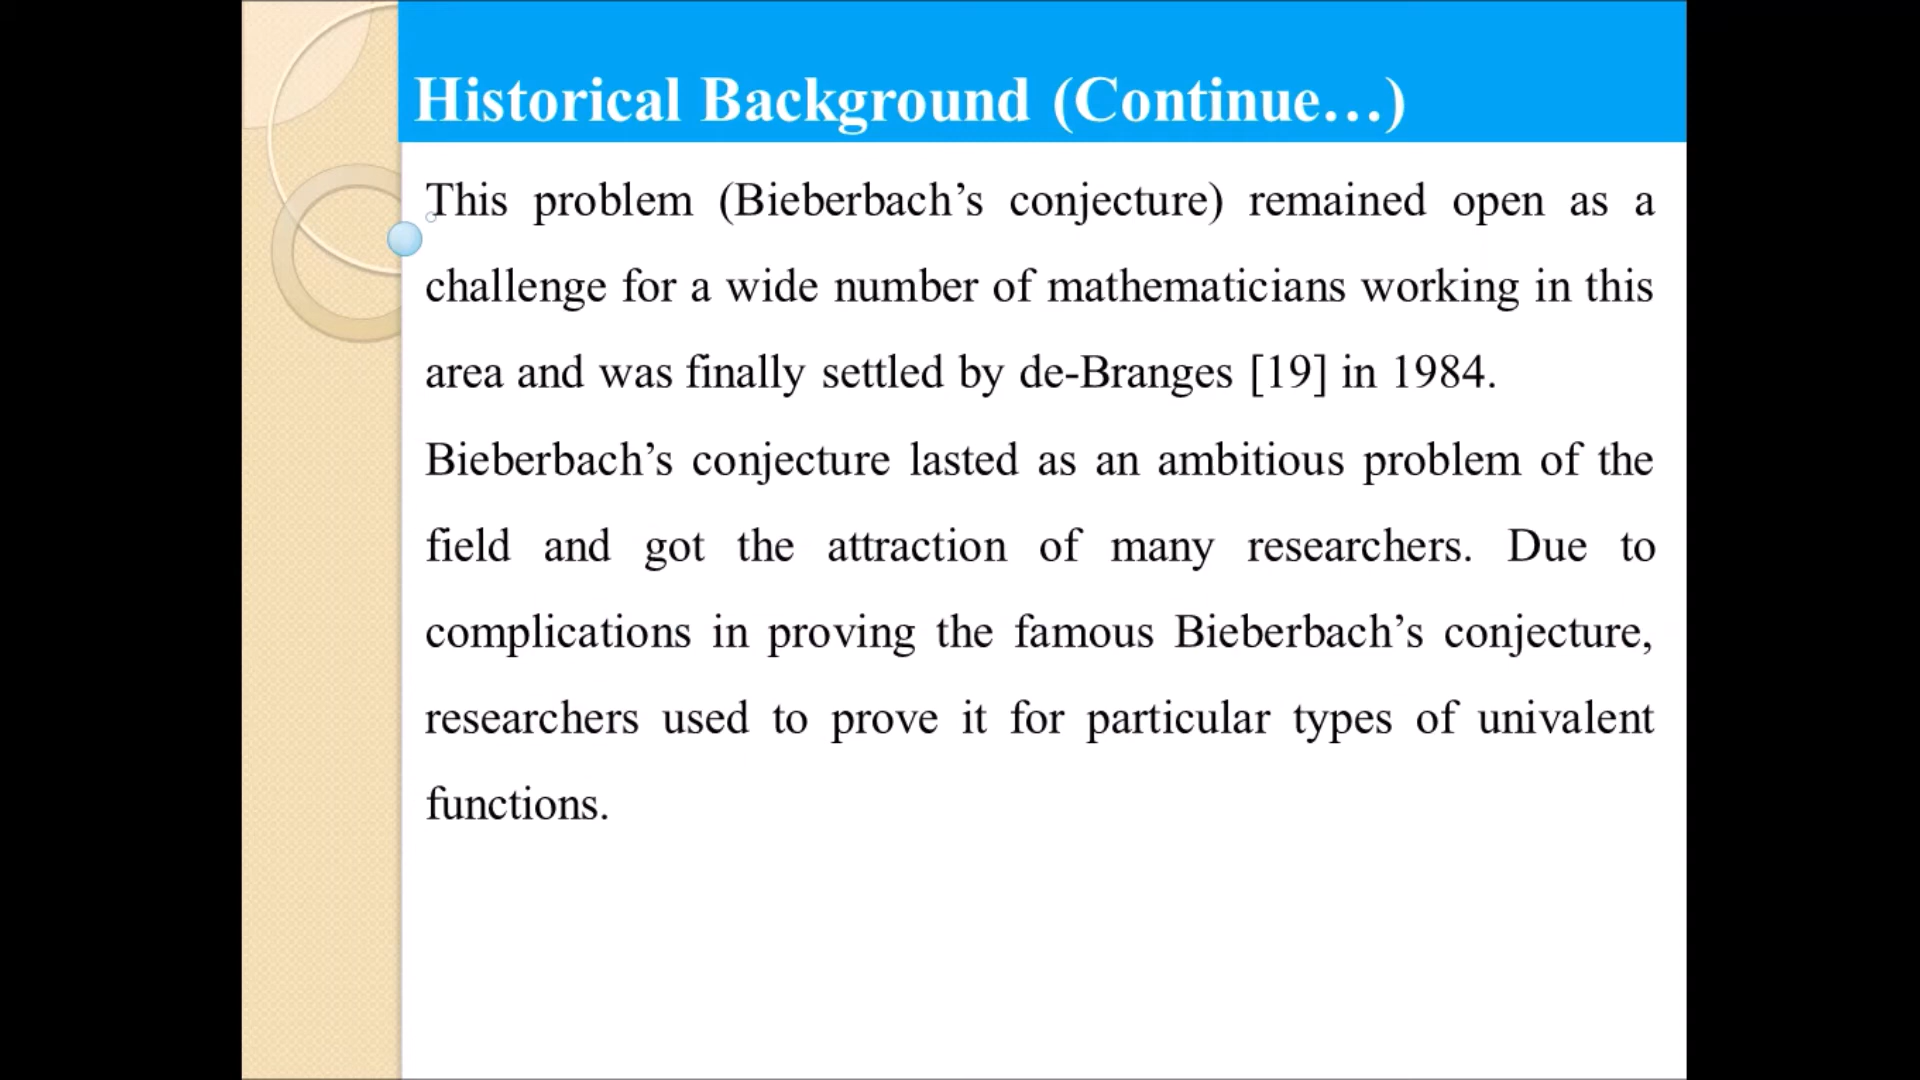 Historical Background (Continue…)
This problem (Bieberbach’s conjecture) remained open as a
challenge for a wide number of mathematicians working in this
area and was finally settled by de-Branges [19] in 1984.
Bieberbach’s conjecture lasted as an ambitious problem of the
field and got the attraction of many researchers. Due to
complications in proving the famous Bieberbach’s conjecture,
researchers used to prove it for particular types of univalent
functions.